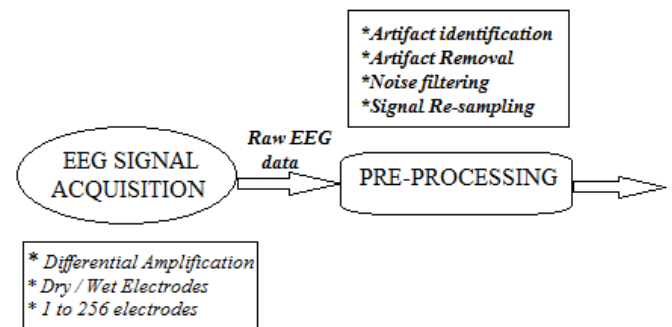 *Artifact identification
*Artifact Removal
*Noise filtering
*Signal Re-sampling
Raw EEG
data
EEG SIGNAL
ACQUISITION
PRE-PROCESSING
* Differential Amplification
* Dry / Wet Electrodes
* 1 to 256 electrodes